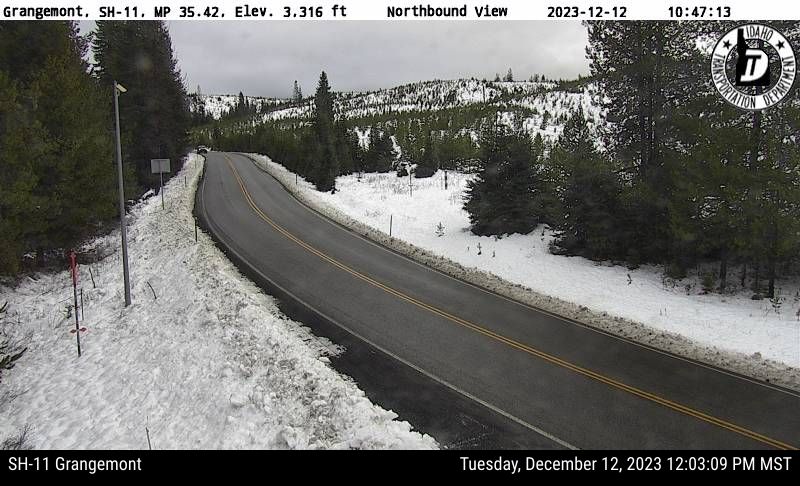 Grangemont, SH-11, MP 35.42, Elev. 3,316 ft Northbound View 2023-12-12 10:47:13
IDAHO
TRANSPORTATION DEPARTMENT
SH-11 Grangemont Tuesday, December 12, 2023 12:03:09 PM MST